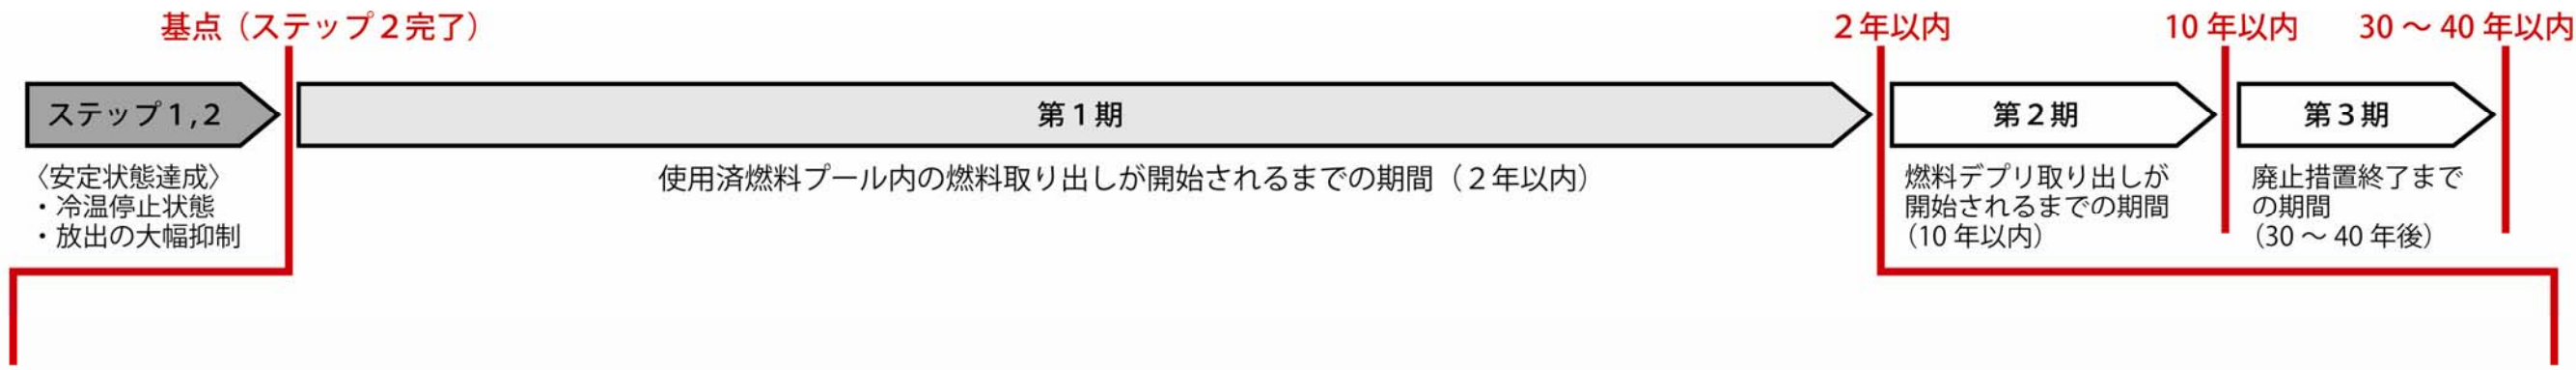 基点（ステップ２完了）
２年以内
10 年以内
30 ～ 40 年以内
ステップ１,２
第１期
第２期
第３期
〈安定状態達成〉
・冷温停止状態
・放出の大幅抑制
使用済燃料プール内の燃料取り出しが開始されるまでの期間（２年以内）
燃料デプリ取り出しが
開始されるまでの期間
（10 年以内）
廃止措置終了まで
の期間
（30 ～ 40 年後）